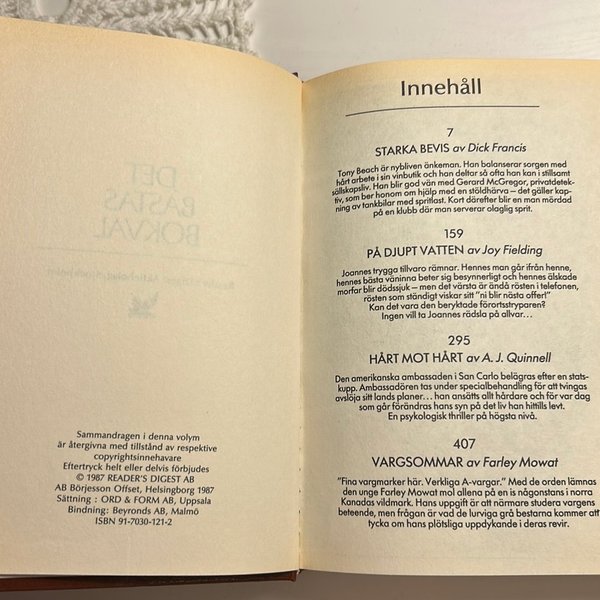 DET
BÄSTAS
BOKVAL
Sammandragen i denna volym
är återgivna med tillstånd av respektive
copyrightsinnehavare
Eftertryck helt eller delvis förbjudes
© 1987 READER'S DIGEST AB
AB Börjesson Offset, Helsingborg 1987
Sättning : ORD & FORM AB, Uppsala
Bindning: Beyronds AB, Malmö
ISBN 91-7030-121-2
Innehåll
7
STARKA BEVIS av Dick Francis
Tony Beach är nybliven änkeman. Han balanserar sorgen med
hårt arbete i sin vinbutik och han deltar så ofta han kan i stillsamt
sällskapsliv. Han blir god vän med Gerard McGregor, privatdetek-
tiv, som ber honom om hjälp med en stöldhärva – det gäller kap-
ning av tankbilar med spritlast. Kort därefter blir en man mördad
på en klubb där man serverar olaglig sprit.
159
PÅ DJUPT VATTEN av Joy Fielding
Joannes trygga tillvaro rämnar. Hennes man går ifrån henne,
hennes bästa väninna beter sig besynnerligt och hennes älskade
morfar blir dödssjuk – men det värsta är ändå rösten i telefonen,
rösten som ständigt viskar sitt "ni blir nästa offer!"
Kan det vara den beryktade förortsstryparen?
Ingen vill ta Joannes rädsla på allvar...
295
HÅRT MOT HÅRT av A. J. Quinnell
Den amerikanska ambassaden i San Carlo belägras efter en stats-
kupp. Ambassadören tas under specialbehandling för att tvingas
avslöja sitt lands planer... han ansätts allt hårdare och för var dag
som går förändras hans syn på det liv han hittills levt.
En psykologisk thriller på högsta nivå.
407
VARGSOMMAR av Farley Mowat
"Fina vargmarker här. Verkliga A-vargar." Med de orden lämnas
den unge Farley Mowat mol allena på en is någonstans i norra
Kanadas vildmark. Hans uppgift är att närmare studera vargens
beteende, men frågan är vad de lurviga grå bestarna kommer att
tycka om hans plötsliga uppdykande i deras revir.